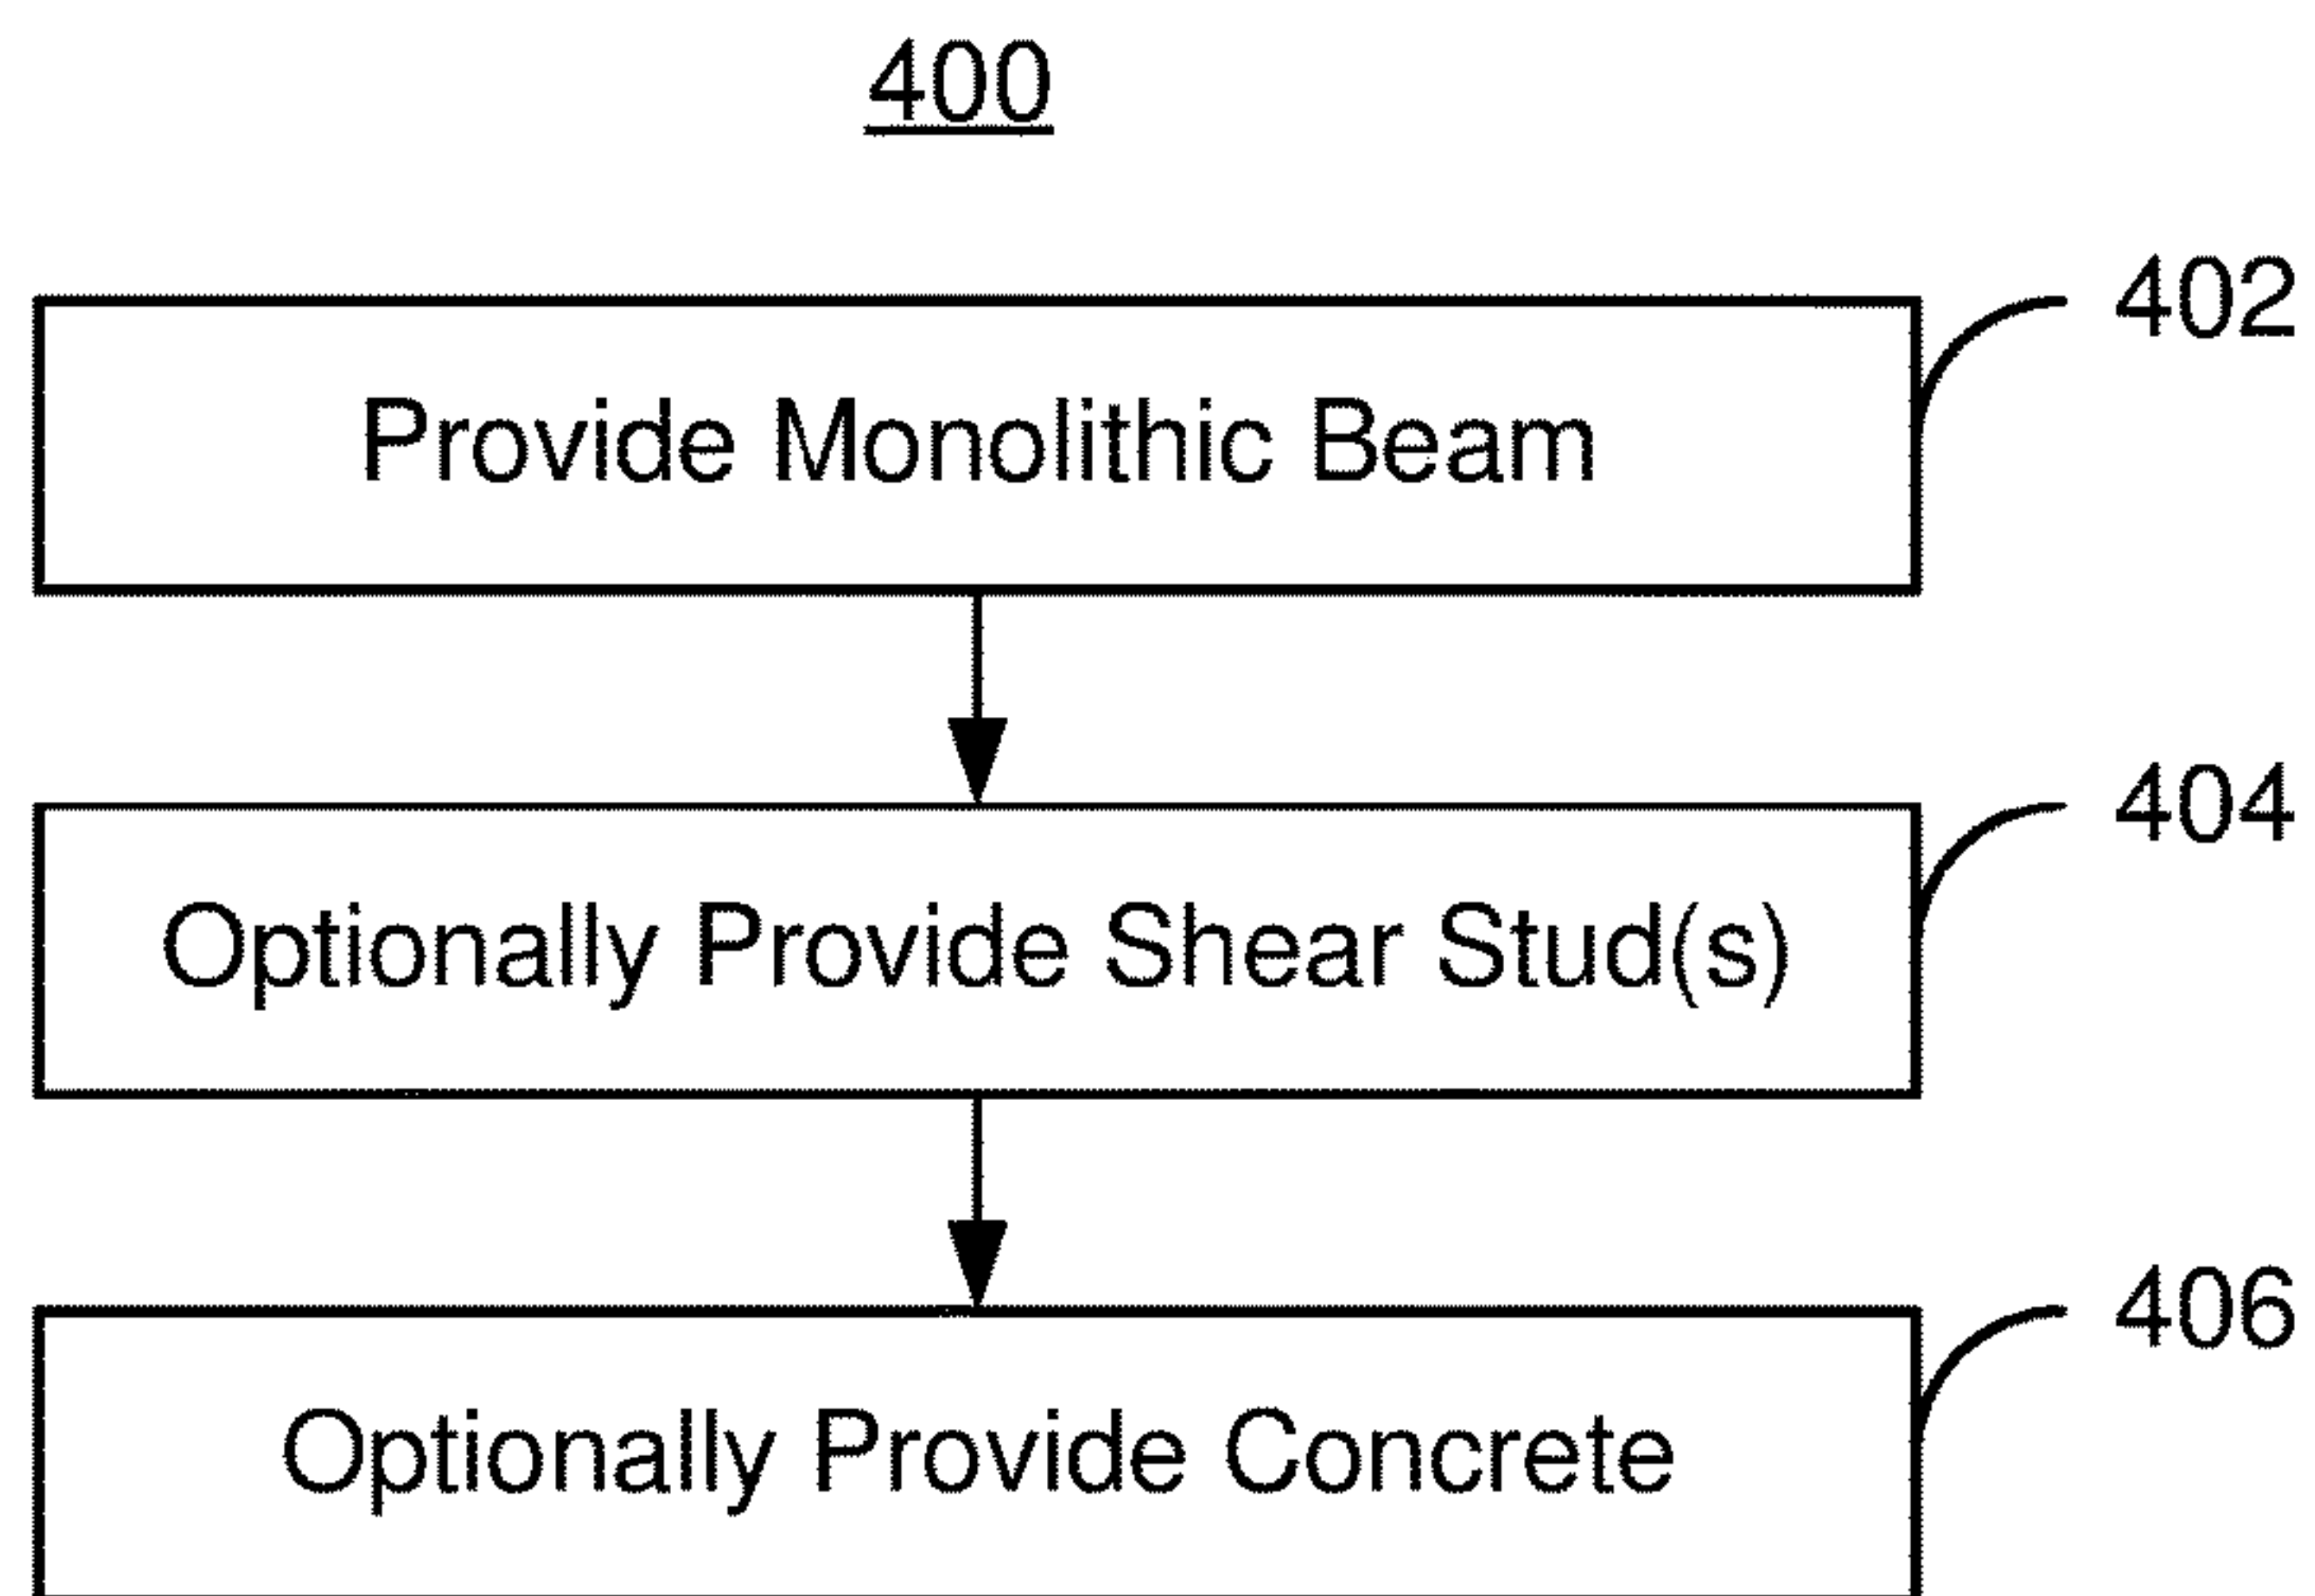 400
402
Provide Monolithic Beam
404
Optionally Provide Shear Stud(s)
406
Optionally Provide Concrete